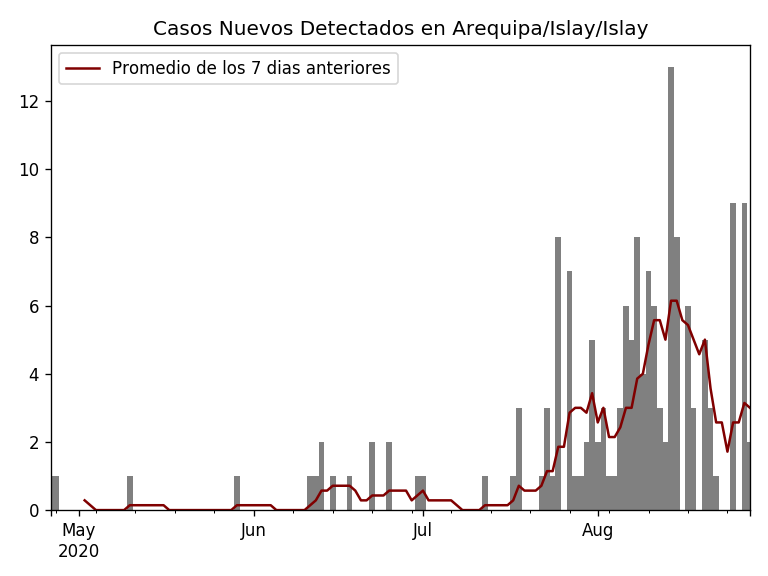 Casos Nuevos Detectados en Arequipa/Islay/Islay
Promedio de los 7 dias anteriores
12
10
8
6
4
2
0
May Jun Jul Aug
2020